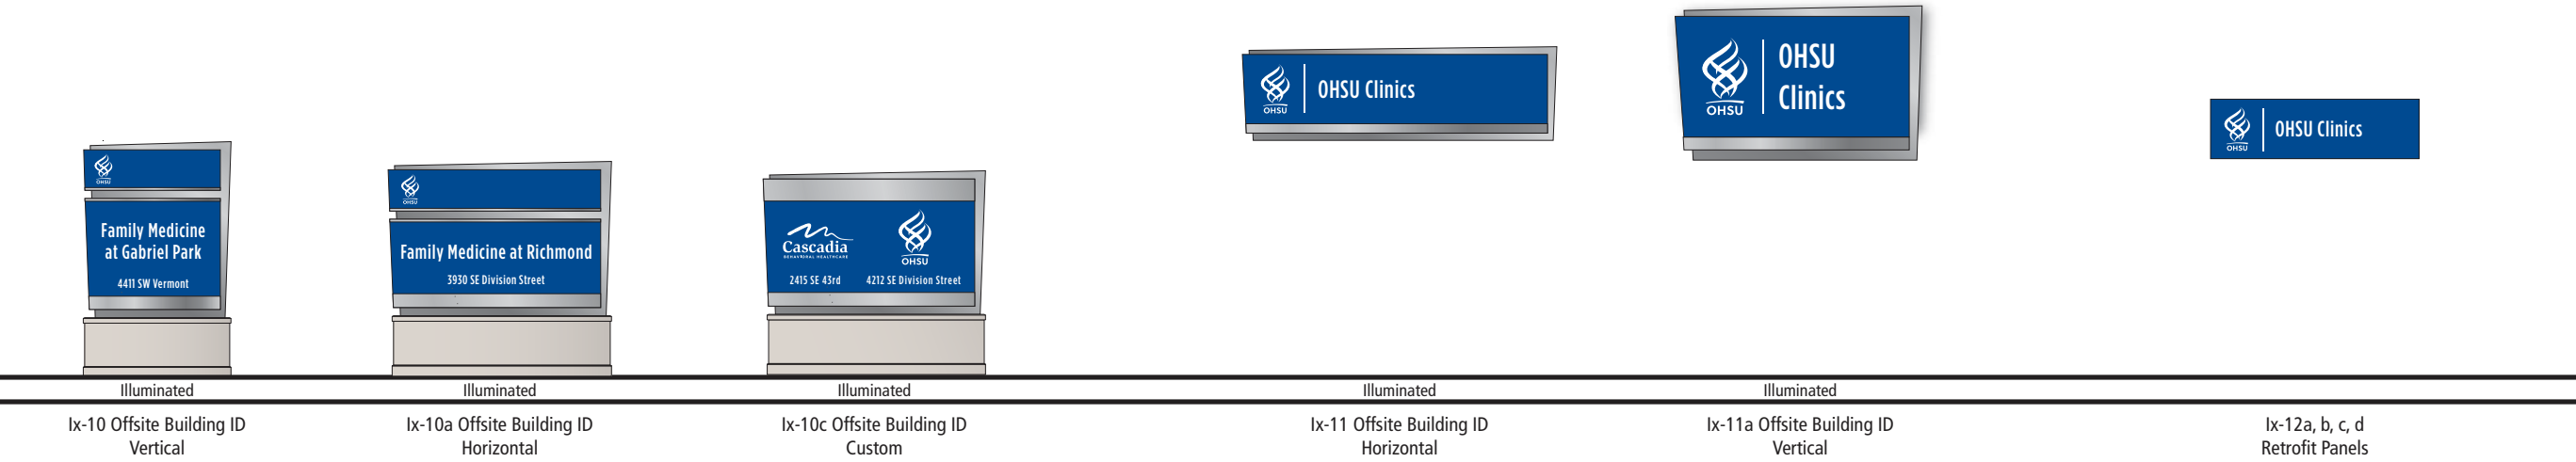 OHSU
Family Medicine
at Gabriel Park
4411 SW Vermont
OHSU
Family Medicine at Richmond
3930 SE Division Street
Cascadia
BEHAVIORAL HEALTHCARE
2415 SE 43rd
OHSU
4212 SE Division Street
OHSU
OHSU Clinics
OHSU
OHSU
Clinics
OHSU
OHSU Clinics
Illuminated
Illuminated
Illuminated
Illuminated
Illuminated
Ix-10 Offsite Building ID
Vertical
Ix-10a Offsite Building ID
Horizontal
Ix-10c Offsite Building ID
Custom
Ix-11 Offsite Building ID
Horizontal
Ix-11a Offsite Building ID
Vertical
Ix-12a, b, c, d
Retrofit Panels